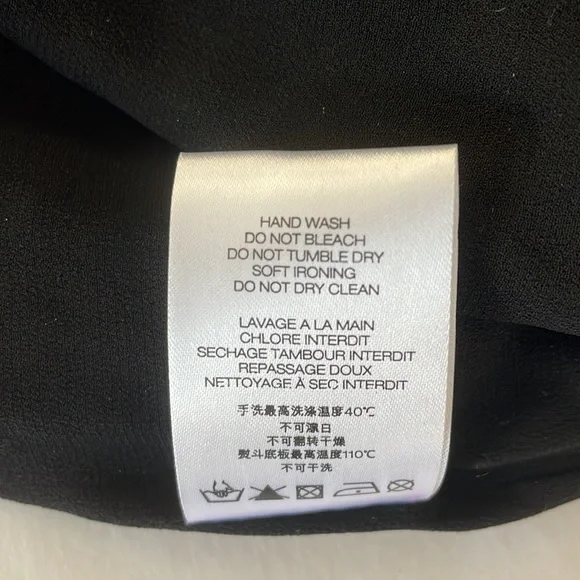 HAND WASH
DO NOT BLEACH
DO NOT TUMBLE DRY
SOFT IRONING
DO NOT DRY CLEAN
LAVAGE A LA MAIN
CHLORE INTERDIT
SECHAGE TAMBOUR INTERDIT
REPASSAGE DOUX
NETTOYAGE À SEC INTERDIT
手洗最高洗涤温度40℃
不可漂白
不可翻转干燥
熨斗底板最高温度110℃
不可干洗